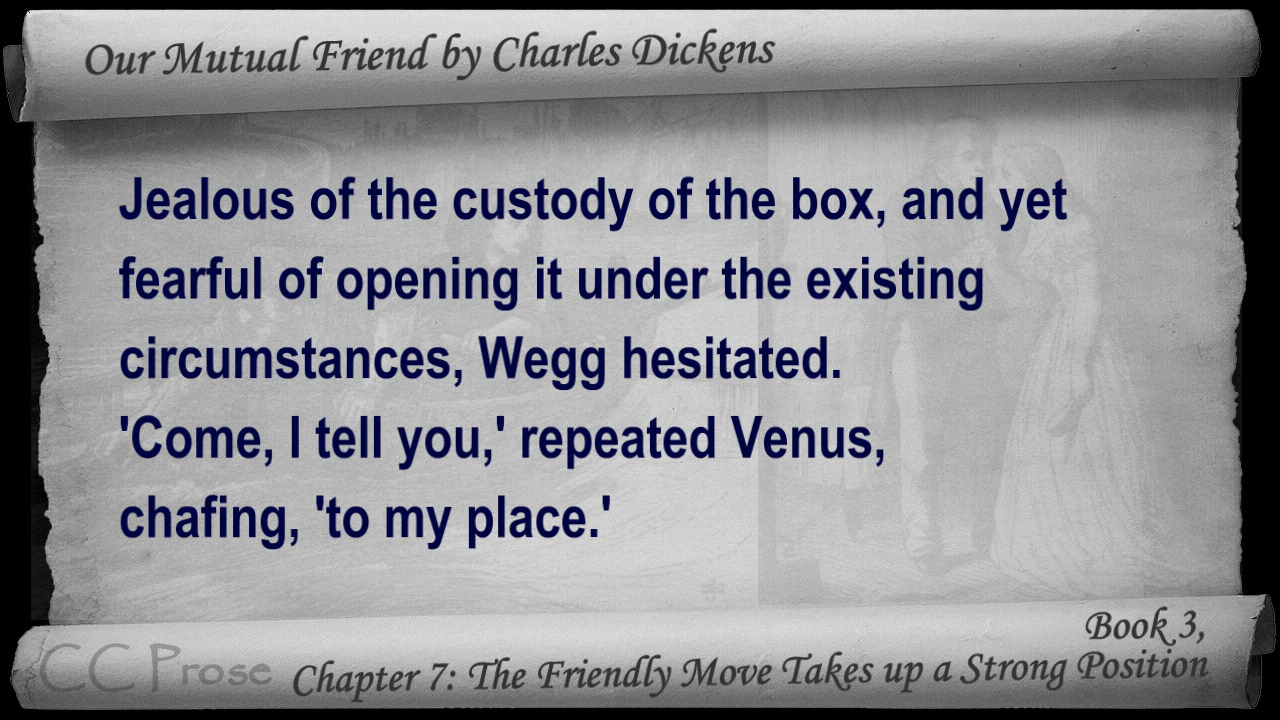 Our Mutual Friend by Charles Dickens
Jealous of the custody of the box, and yet
fearful of opening it under the existing
circumstances, Wegg hesitated.
'Come, I tell you,' repeated Venus,
chafing, 'to my place.'
Book 3,
CC Prose
Chapter 7: The Friendly Move Takes up a Strong Position